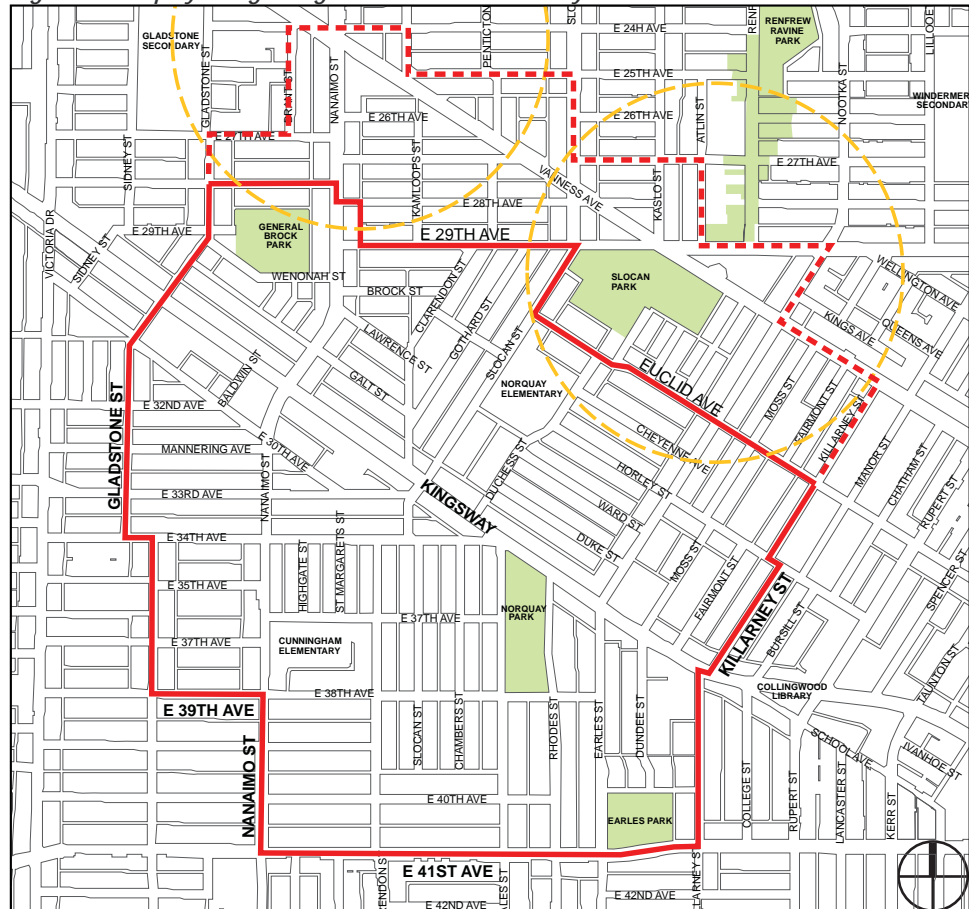 E 24TH AVE
RENFREW
RAVINE
PARK
GLADSTONE
SECONDARY
GLADSTONE ST
NANAIMO ST
E 25TH AVE
NOOTKA ST
E 26TH AVE
E 26TH AVE
ATLIN ST
SIDNEY ST
E 27TH AVE
E 27TH AVE
KAMLOOPS ST
VANNESS AVE
KASLO ST
E 28TH AVE
VICTORIA DR
SIDNEY ST
E 29TH AVE
GENERAL
BROCK
PARK
E 29TH AVE
WENONAH ST
BROCK ST
CLARENDON ST
GOTHARD ST
SLOCAN ST
SLOCAN
PARK
WELLINGTON AVE
KINGS AVE
QUEENS AVE
LAWRENCE ST
GALT ST
BALDWIN ST
NORQUAY
ELEMENTARY
EUCLID AVE
MOSS ST
FAIRMONT ST
KILLARNEY ST
GLADSTONE ST
E 32ND AVE
E 30TH AVE
MANNERING AVE
CHEYENNE AVE
HORLEY ST
MANOR ST
CHATHAM ST
RUPERT ST
E 33RD AVE
NANAIMO ST
KINGSWAY
DUCHESS ST
WARD ST
DUKE ST
MOSS ST
FAIRMONT ST
E 34TH AVE
E 35TH AVE
HIGHGATE ST
ST MARGARETS ST
SPENCER ST
KILLARNEY ST
BURSILL ST
NORQUAY
PARK
E 37TH AVE
E 37TH AVE
CUNNINGHAM
ELEMENTARY
COLLINGWOOD
LIBRARY
TAUNTON ST
E 38TH AVE
E 39TH AVE
NANAIMO ST
SLOCAN ST
CHAMBERS ST
RHODES ST
EARLES ST
DUNDEE ST
SCHOOL AVE
IVANHOE ST
E 40TH AVE
EARLES PARK
COLLEGE ST
RUPERT ST
LANCASTER ST
KERR ST
E 41ST AVE
E 42ND AVE
E 42ND AVE